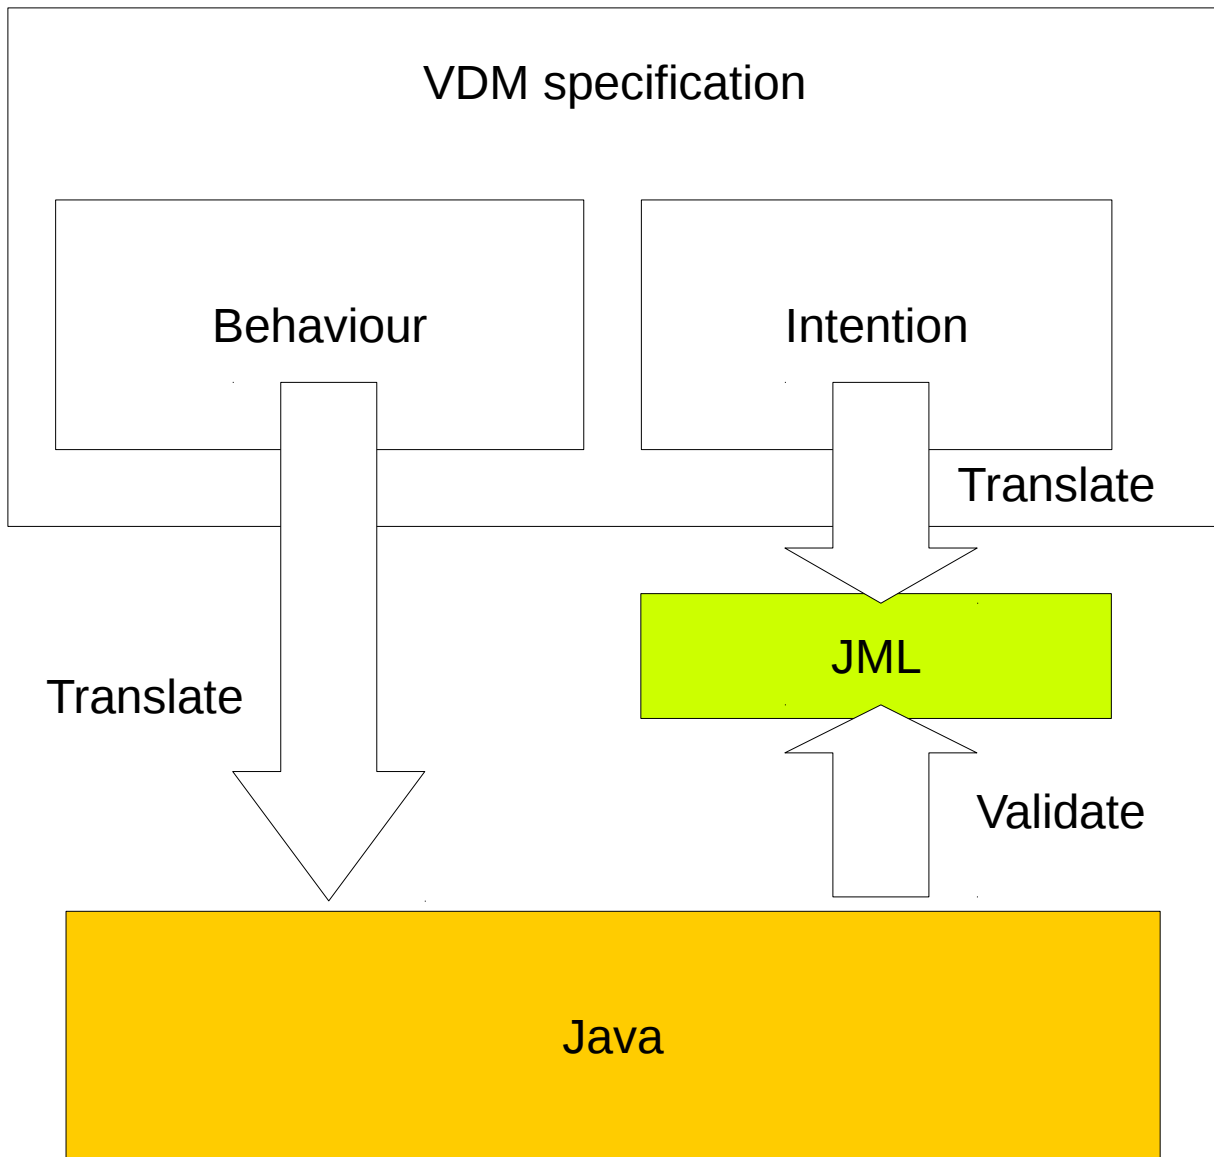 VDM specification
Behaviour
Intention
Translate
JML
Translate
Validate
Java